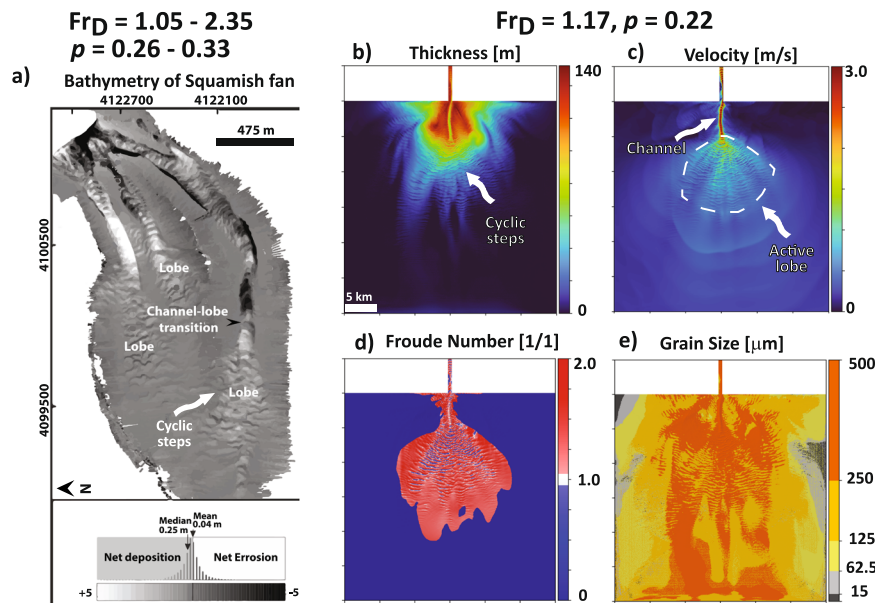 Fr_D = 1.05 - 2.35
p = 0.26 - 0.33
Fr_D = 1.17, p = 0.22
a)
Bathymetry of Squamish fan
4122700
4122100
475 m
4100500
4099500
Lobe
Channel-lobe
transition
Lobe
Lobe
Cyclic
steps
N
Median
0.25 m
Mean
0.04 m
Net deposition
Net Errosion
+5
-5
b)
Thickness [m]
140
0
Cyclic
steps
5 km
c)
Velocity [m/s]
3.0
0
Channel
Active
lobe
d)
Froude Number [1/1]
2.0
1.0
0
e)
Grain Size [μm]
500
250
125
62.5
15